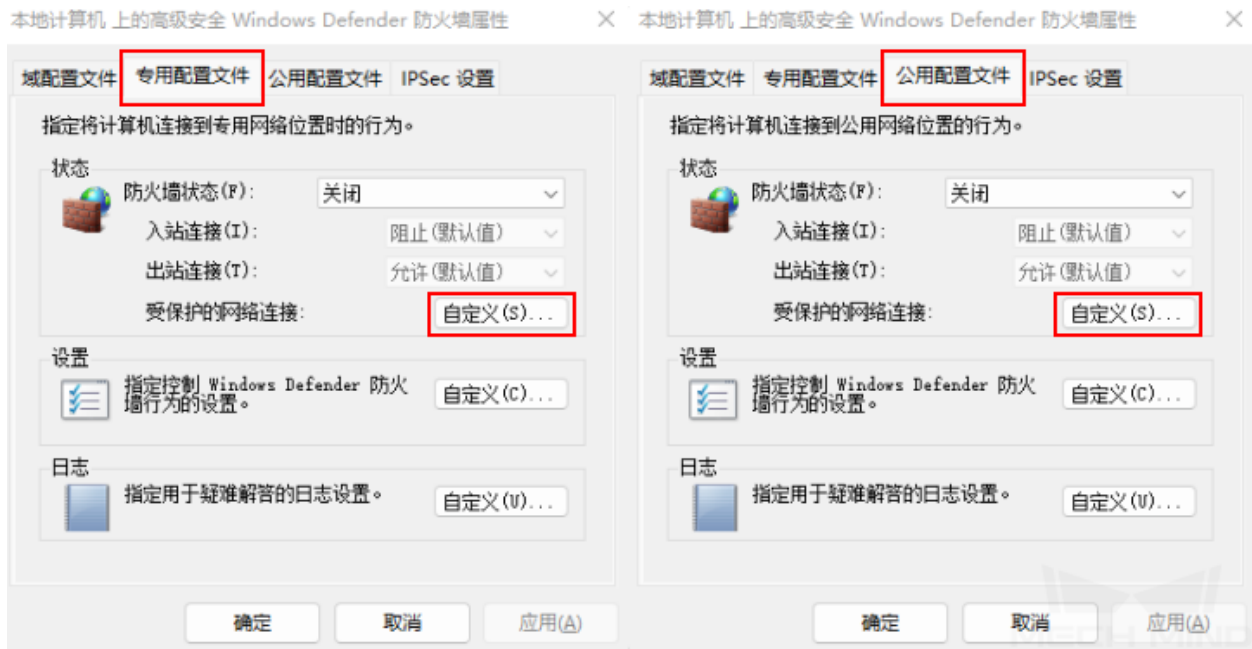 本地计算机 上的高级安全 Windows Defender 防火墙属性
域配置文件 专用配置文件 公用配置文件 IPSec 设置
指定将计算机连接到专用网络位置时的行为。
状态
防火墙状态(F): 关闭
入站连接(I): 阻止(默认值)
出站连接(T): 允许(默认值)
受保护的网络连接: 自定义(S)...
设置
指定控制 Windows Defender 防火
墙行为的设置。
自定义(C)...
日志
指定用于疑难解答的日志设置。
自定义(U)...
确定 取消 应用(A)
本地计算机 上的高级安全 Windows Defender 防火墙属性
域配置文件 专用配置文件 公用配置文件 IPSec 设置
指定将计算机连接到公用网络位置的行为。
状态
防火墙状态(F): 关闭
入站连接(I): 阻止(默认值)
出站连接(T): 允许(默认值)
受保护的网络连接: 自定义(S)...
设置
指定控制 Windows Defender 防火
墙行为的设置。
自定义(C)...
日志
指定用于疑难解答的日志设置。
自定义(U)...
确定 取消 应用(A)
MECH MIND